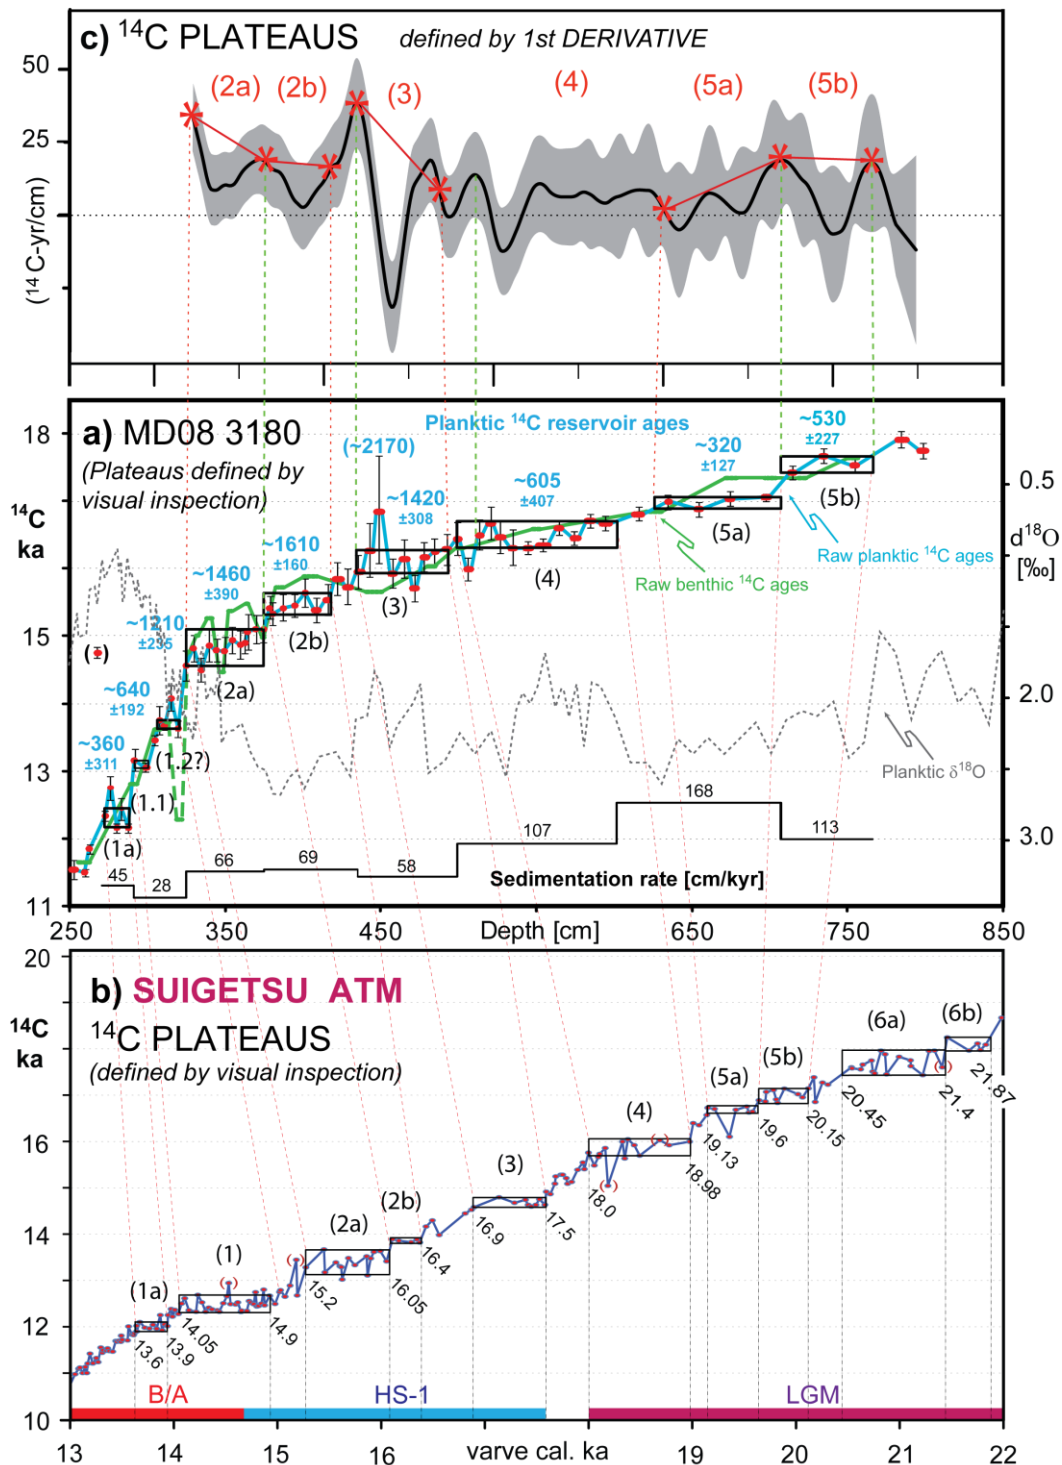 c) ¹⁴C PLATEAUS defined by 1st DERIVATIVE
50
25
(¹⁴C-yr/cm)
(2a) (2b) (3) (4) (5a) (5b)
a) MD08 3180
(Plateaus defined by
visual inspection)
Planktic ¹⁴C reservoir ages
18
15
13
11
¹⁴C
ka
0.5
2.0
3.0
d¹⁸O
[‰]
~360
±311
~640
±192
~1210
±235
~1460
±390
~1610
±160
(~2170)
~1420
±308
~605
±407
~320
±127
~530
±227
(1a)
(1.1)
(1.2?)
(2a)
(2b)
(3)
(4)
(5a)
(5b)
Raw planktic ¹⁴C ages
Raw benthic ¹⁴C ages
Planktic δ¹⁸O
45 28 66 69 58 107 168 113
Sedimentation rate [cm/kyr]
250 350 450 Depth [cm] 650 750 850
b) SUIGETSU ATM
¹⁴C PLATEAUS
(defined by visual inspection)
20
¹⁴C
ka
16
14
12
10
(1a) (1) (2a) (2b) (3) (4) (5a) (5b) (6a) (6b)
13.6 13.9 14.05 14.9 15.2 16.05 16.4 16.9 17.5 18.0 18.98 19.13 19.6 20.15 20.45 21.4 21.87
B/A HS-1 LGM
13 14 15 16 varve cal. ka 19 20 21 22